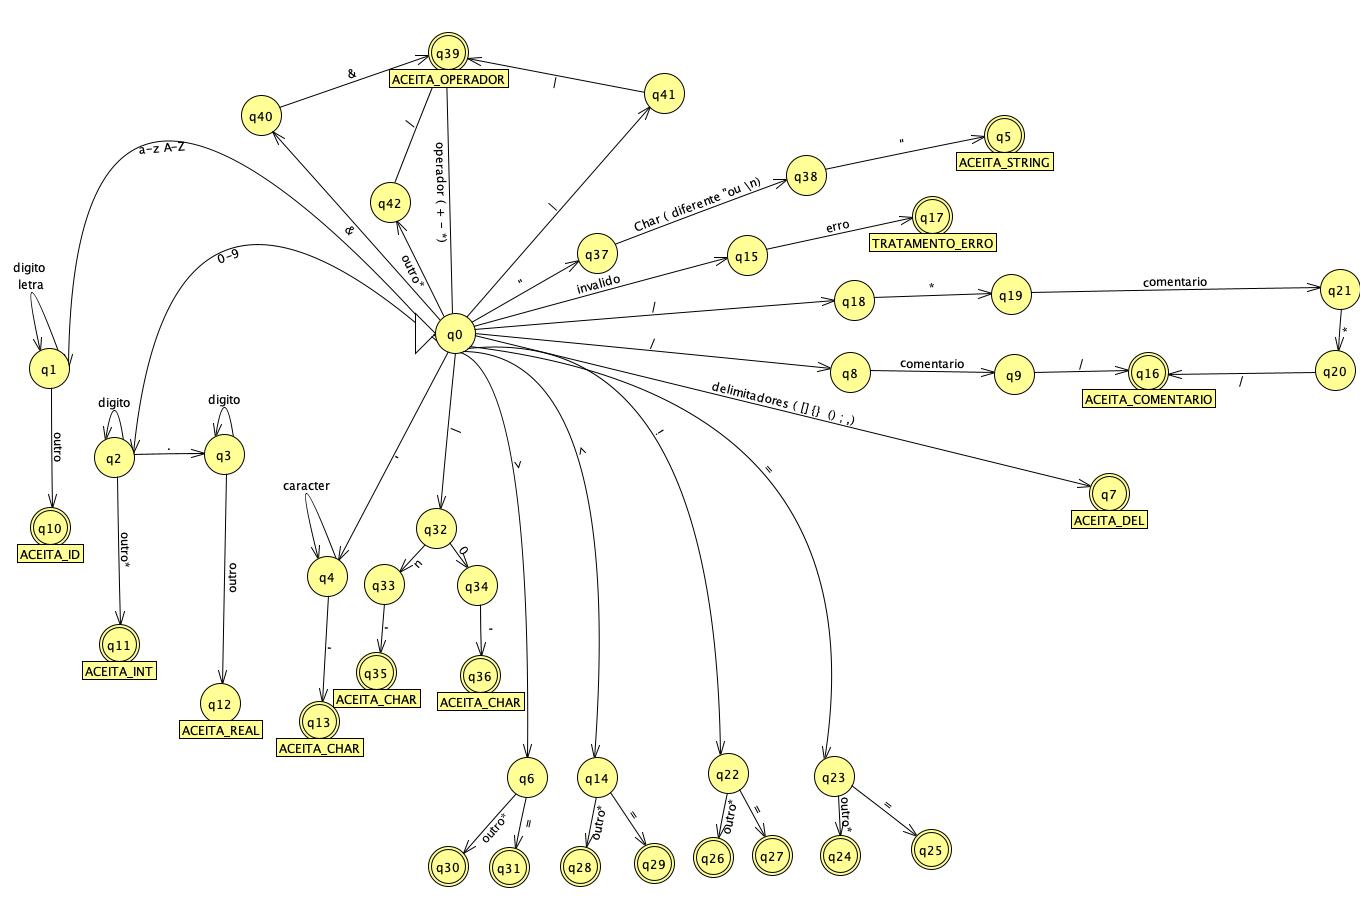 q39
ACEITA_OPERADOR
&
/
q40
q41
/
a-z A-Z
operador ( + - *)
"
q5
ACEITA_STRING
q38
Char ( diferente "ou \n)
q42
&
outro*
q37
"
invalido
q15
erro
q17
TRATAMENTO_ERRO
0-9
digito
letra
q1
q0
/
q18
*
q19
comentario
q21
*
/
q8
comentario
q9
/
q16
ACEITA_COMENTARIO
/
q20
delimitadores ( [] {} () ; ,)
q7
ACEITA_DEL
outro
digito
q2
.
digito
q3
q10
ACEITA_ID
outro*
outro
q11
ACEITA_INT
q12
ACEITA_REAL
caracter
q4
q13
ACEITA_CHAR
q32
n
0
q33
q34
q35
ACEITA_CHAR
q36
ACEITA_CHAR
>
<
!
=
q6
q14
q22
q23
outro*
=
outro*
=
outro*
=
outro*
=
q30
q31
q28
q29
q26
q27
q24
q25